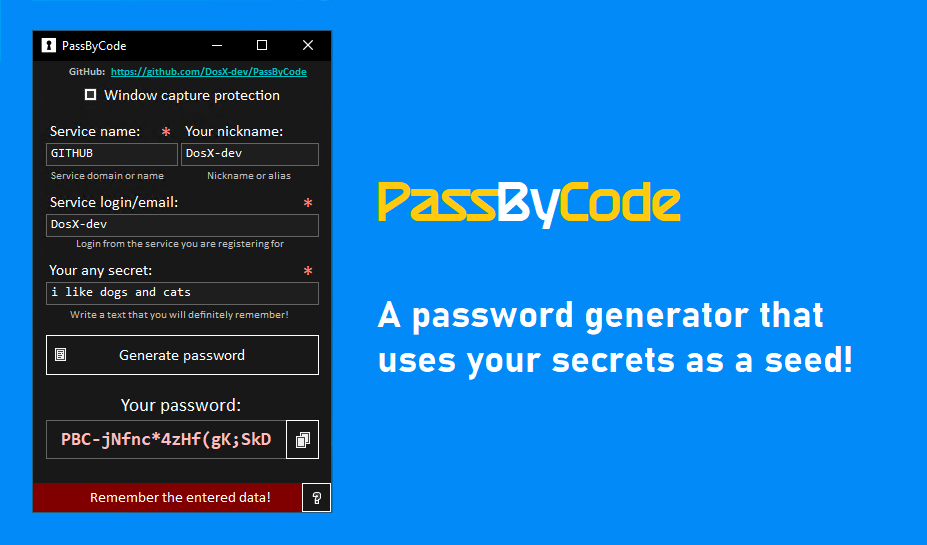 PassByCode
GitHub: https://github.com/DosX-dev/PassByCode
Window capture protection
Service name: * Your nickname:
GITHUB DosX-dev
Service domain or name Nickname or alias
Service login/email: *
DosX-dev
Login from the service you are registering for
Your any secret: *
i like dogs and cats
Write a text that you will definitely remember!
Generate password
Your password:
PBC-jNfnc*4zHf(gK;SkD
Remember the entered data! ?
PassByCode
A password generator that
uses your secrets as a seed!